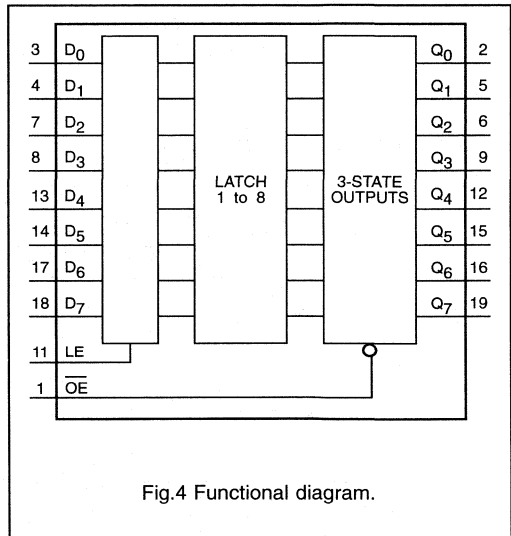 3 D0 Q0 2
4 D1 Q1 5
7 D2 Q2 6
8 D3 Q3 9
LATCH 3-STATE
1 to 8 OUTPUTS
13 D4 Q4 12
14 D5 Q5 15
17 D6 Q6 16
18 D7 Q7 19
11 LE
1 OE
Fig.4 Functional diagram.